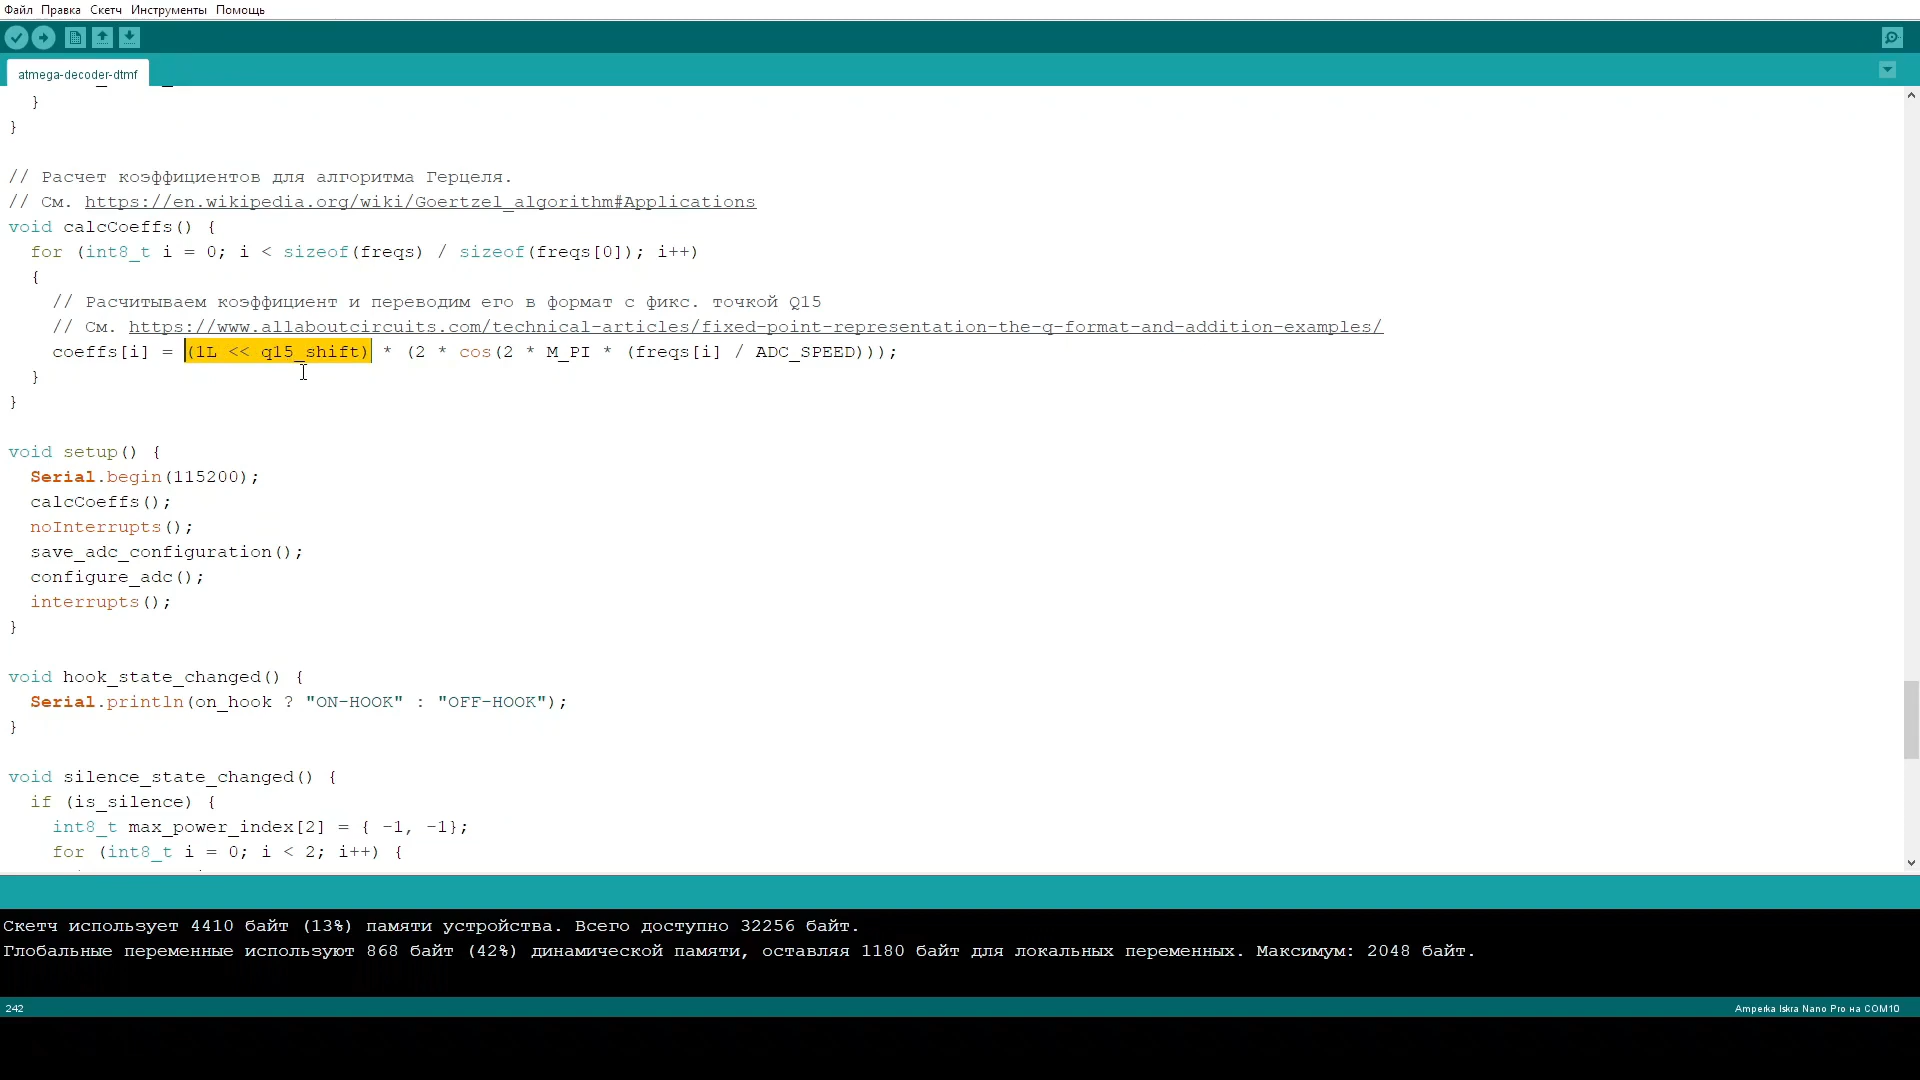 Файл Правка Скетч Инструменты Помощь
atmega-decoder-dtmf
}
}
// Расчет коэффициентов для алгоритма Герцеля.
// См. https://en.wikipedia.org/wiki/Goertzel_algorithm#Applications
void calcCoeffs() {
for (int8_t i = 0; i < sizeof(freqs) / sizeof(freqs[0]); i++)
{
// Расчитываем коэффициент и переводим его в формат с фикс. точкой Q15
// См. https://www.allaboutcircuits.com/technical-articles/fixed-point-representation-the-q-format-and-addition-examples/
coeffs[i] = (1L << q15_shift) * (2 * cos(2 * M_PI * (freqs[i] / ADC_SPEED)));
}
}
void setup() {
Serial.begin(115200);
calcCoeffs();
noInterrupts();
save_adc_configuration();
configure_adc();
interrupts();
}
void hook_state_changed() {
Serial.println(on_hook ? "ON-HOOK" : "OFF-HOOK");
}
void silence_state_changed() {
if (is_silence) {
int8_t max_power_index[2] = { -1, -1};
for (int8_t i = 0; i < 2; i++) {
Скетч использует 4410 байт (13%) памяти устройства. Всего доступно 32256 байт.
Глобальные переменные используют 868 байт (42%) динамической памяти, оставляя 1180 байт для локальных переменных. Максимум: 2048 байт.
242
Amperka Iskra Nano Pro на COM10